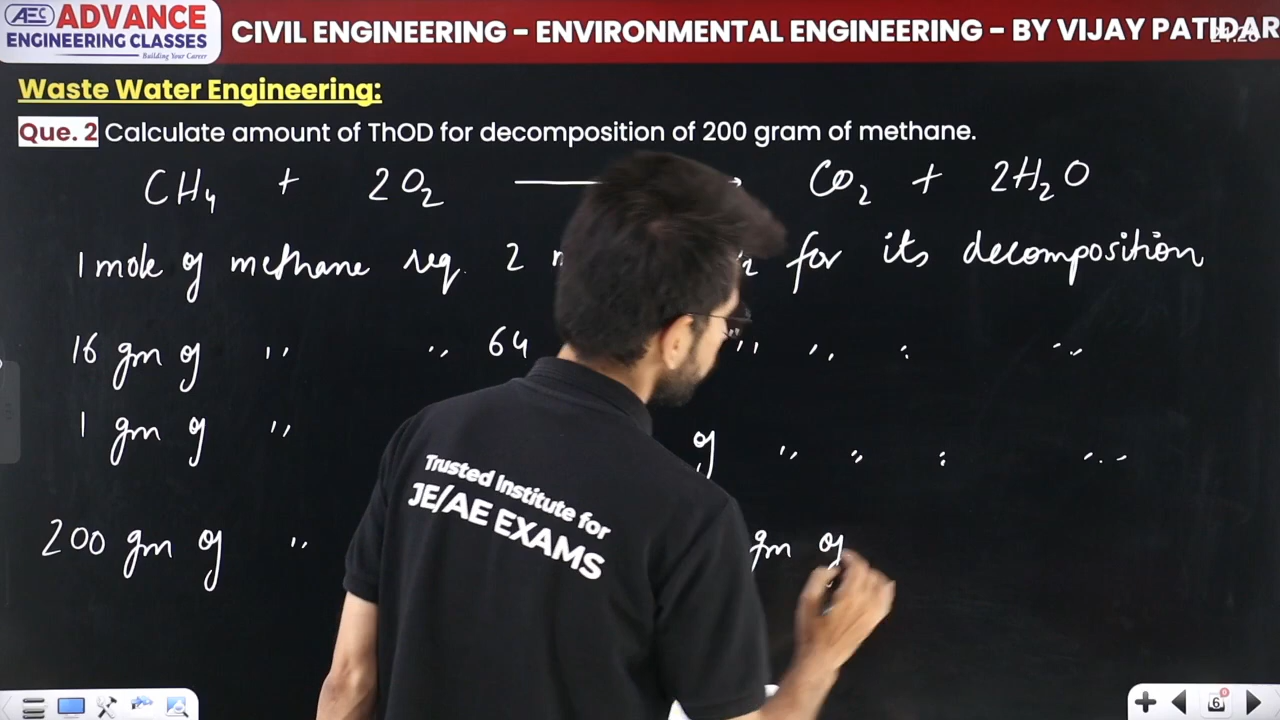 AEC ADVANCE
ENGINEERING CLASSES
Building Your Career
CIVIL ENGINEERING - ENVIRONMENTAL ENGINEERING - BY VIJAY PATIDAR
Waste Water Engineering:
Que. 2 Calculate amount of ThOD for decomposition of 200 gram of methane.
CH4 + 2O2 → CO2 + 2H2O
1 mole of methane req. 2 for its decomposition
16 gm of " " 64 " " " "
1 gm of " of " " " "
200 gm of " gm of
Trusted Institute for
JE/AE EXAMS
6